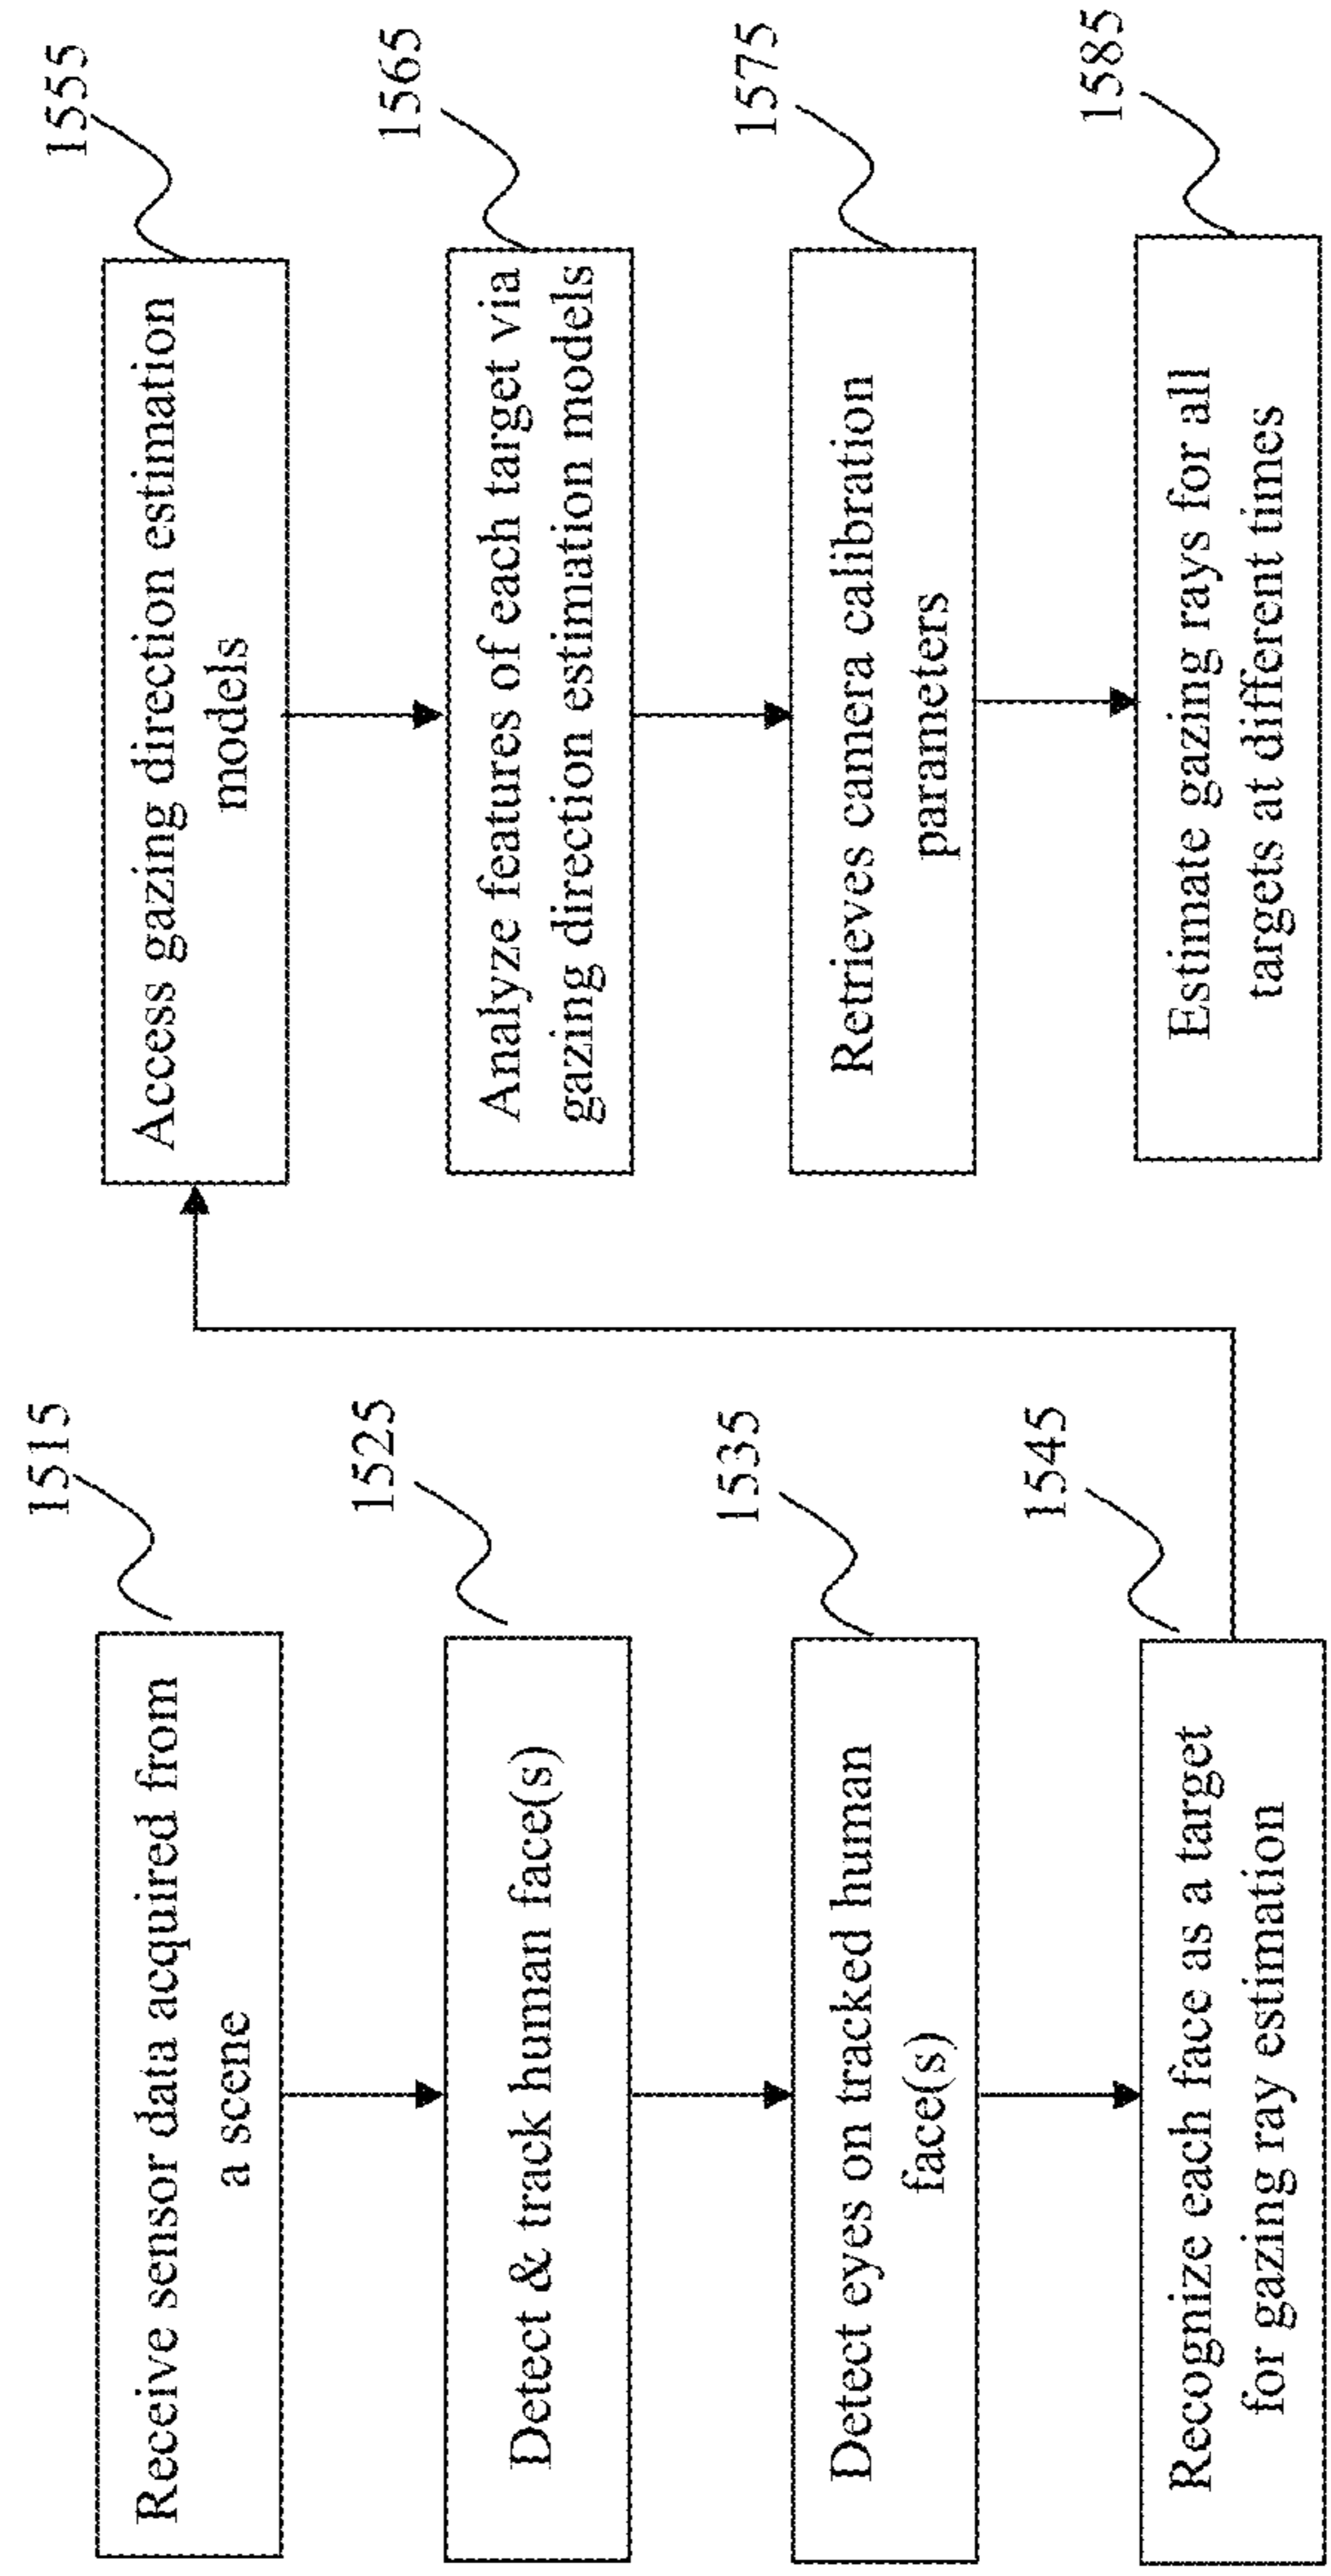 1515
Receive sensor data acquired from
a scene
1525
Detect & track human face(s)
1535
Detect eyes on tracked human
face(s)
1545
Recognize each face as a target
for gazing ray estimation
1555
Access gazing direction estimation
models
1565
Analyze features of each target via
gazing direction estimation models
1575
Retrieves camera calibration
parameters
1585
Estimate gazing rays for all
targets at different times